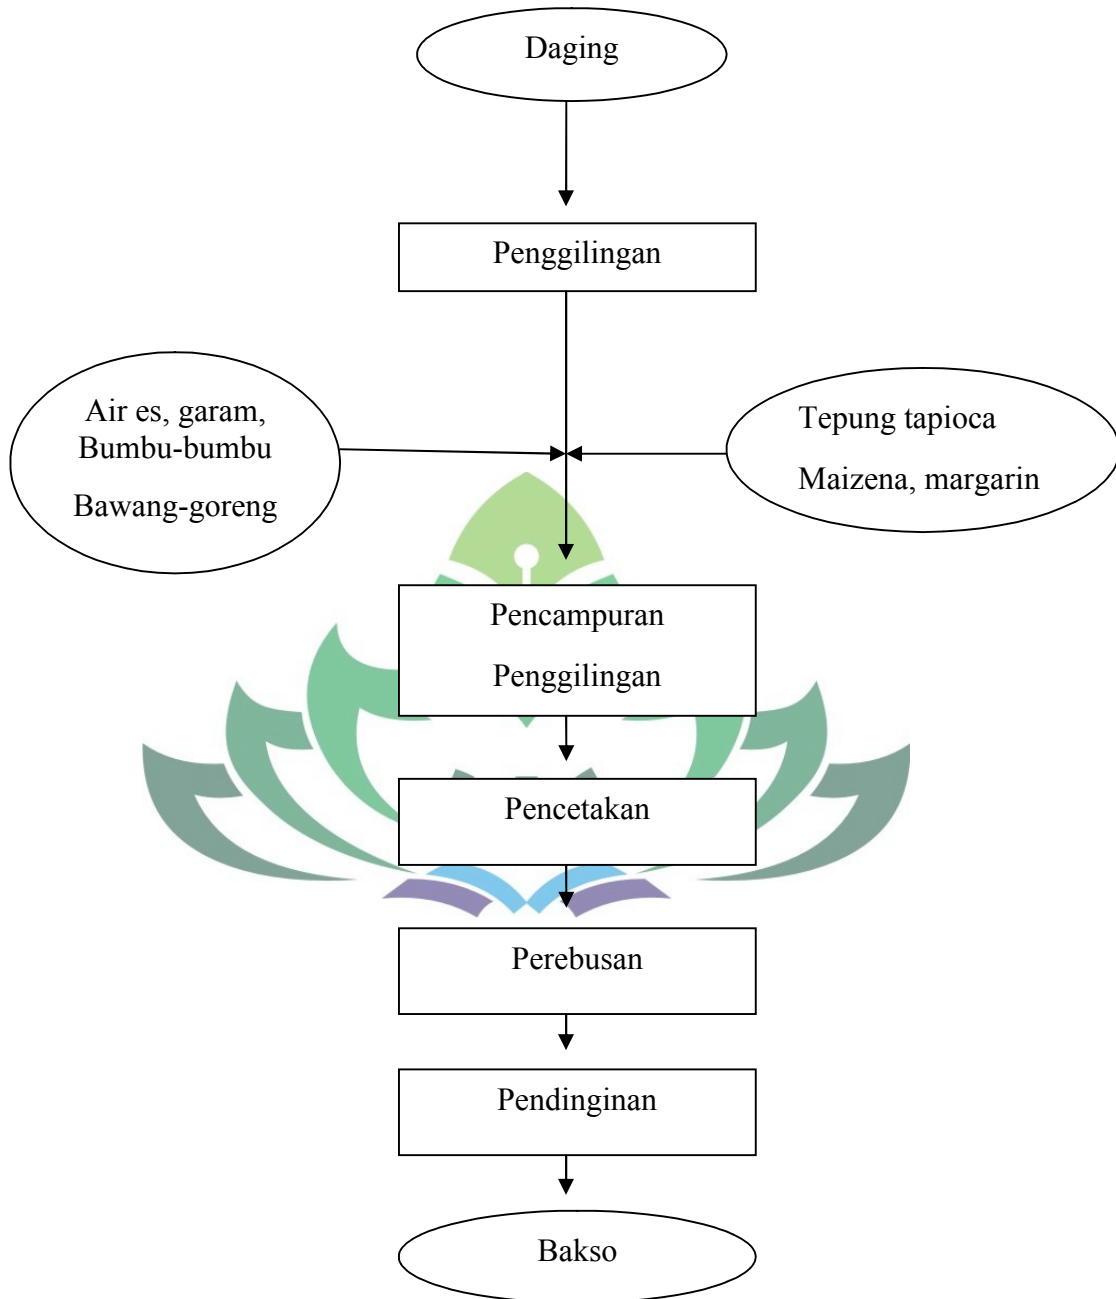 Daging
Penggilingan
Air es, garam,
Bumbu-bumbu
Bawang-goreng
Tepung tapioca
Maizena, margarin
Pencampuran
Penggilingan
Pencetakan
Perebusan
Pendinginan
Bakso